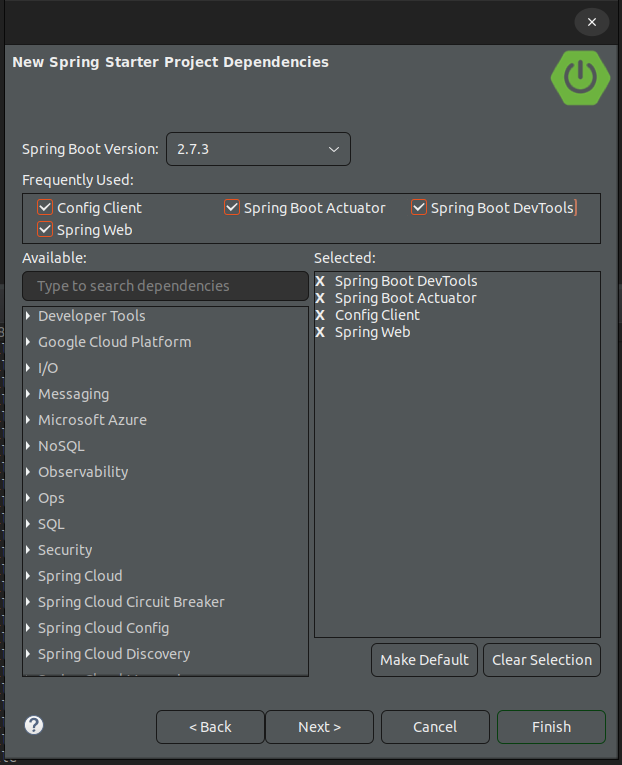 New Spring Starter Project Dependencies
Spring Boot Version: 2.7.3
Frequently Used:
Config Client Spring Boot Actuator Spring Boot DevTools
Spring Web
Available: Selected:
Type to search dependencies
X Spring Boot DevTools
X Spring Boot Actuator
X Config Client
X Spring Web
Developer Tools
Google Cloud Platform
I/O
Messaging
Microsoft Azure
NoSQL
Observability
Ops
SQL
Security
Spring Cloud
Spring Cloud Circuit Breaker
Spring Cloud Config
Spring Cloud Discovery
Make Default Clear Selection
? < Back Next > Cancel Finish